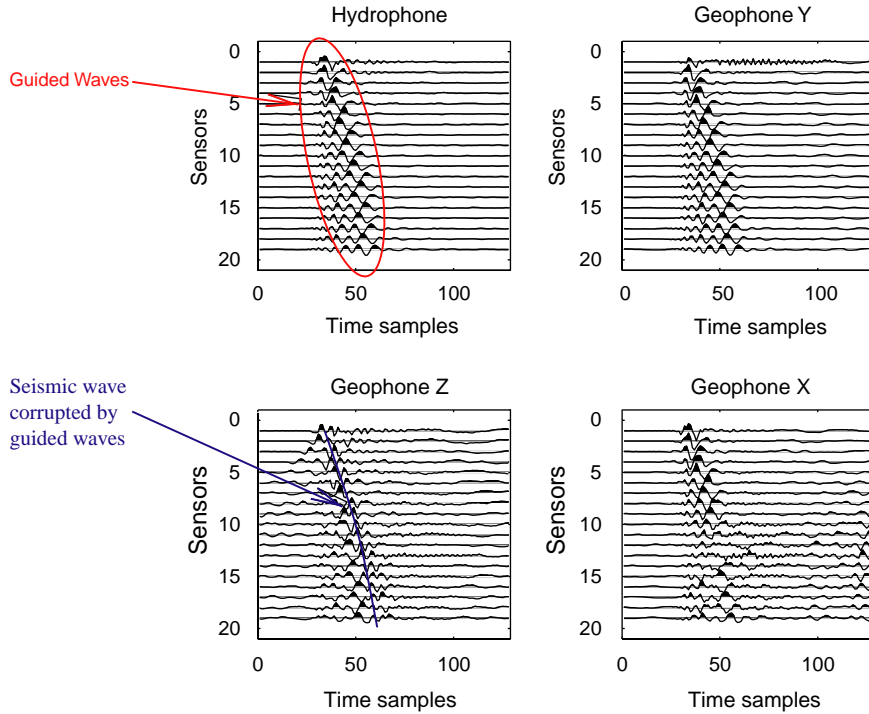 Hydrophone
Geophone Y
Guided Waves
Sensors
0
5
10
15
20
0
50
100
Time samples
Sensors
0
5
10
15
20
0
50
100
Time samples
Seismic wave
corrupted by
guided waves
Geophone Z
Geophone X
Sensors
0
5
10
15
20
0
50
100
Time samples
Sensors
0
5
10
15
20
0
50
100
Time samples